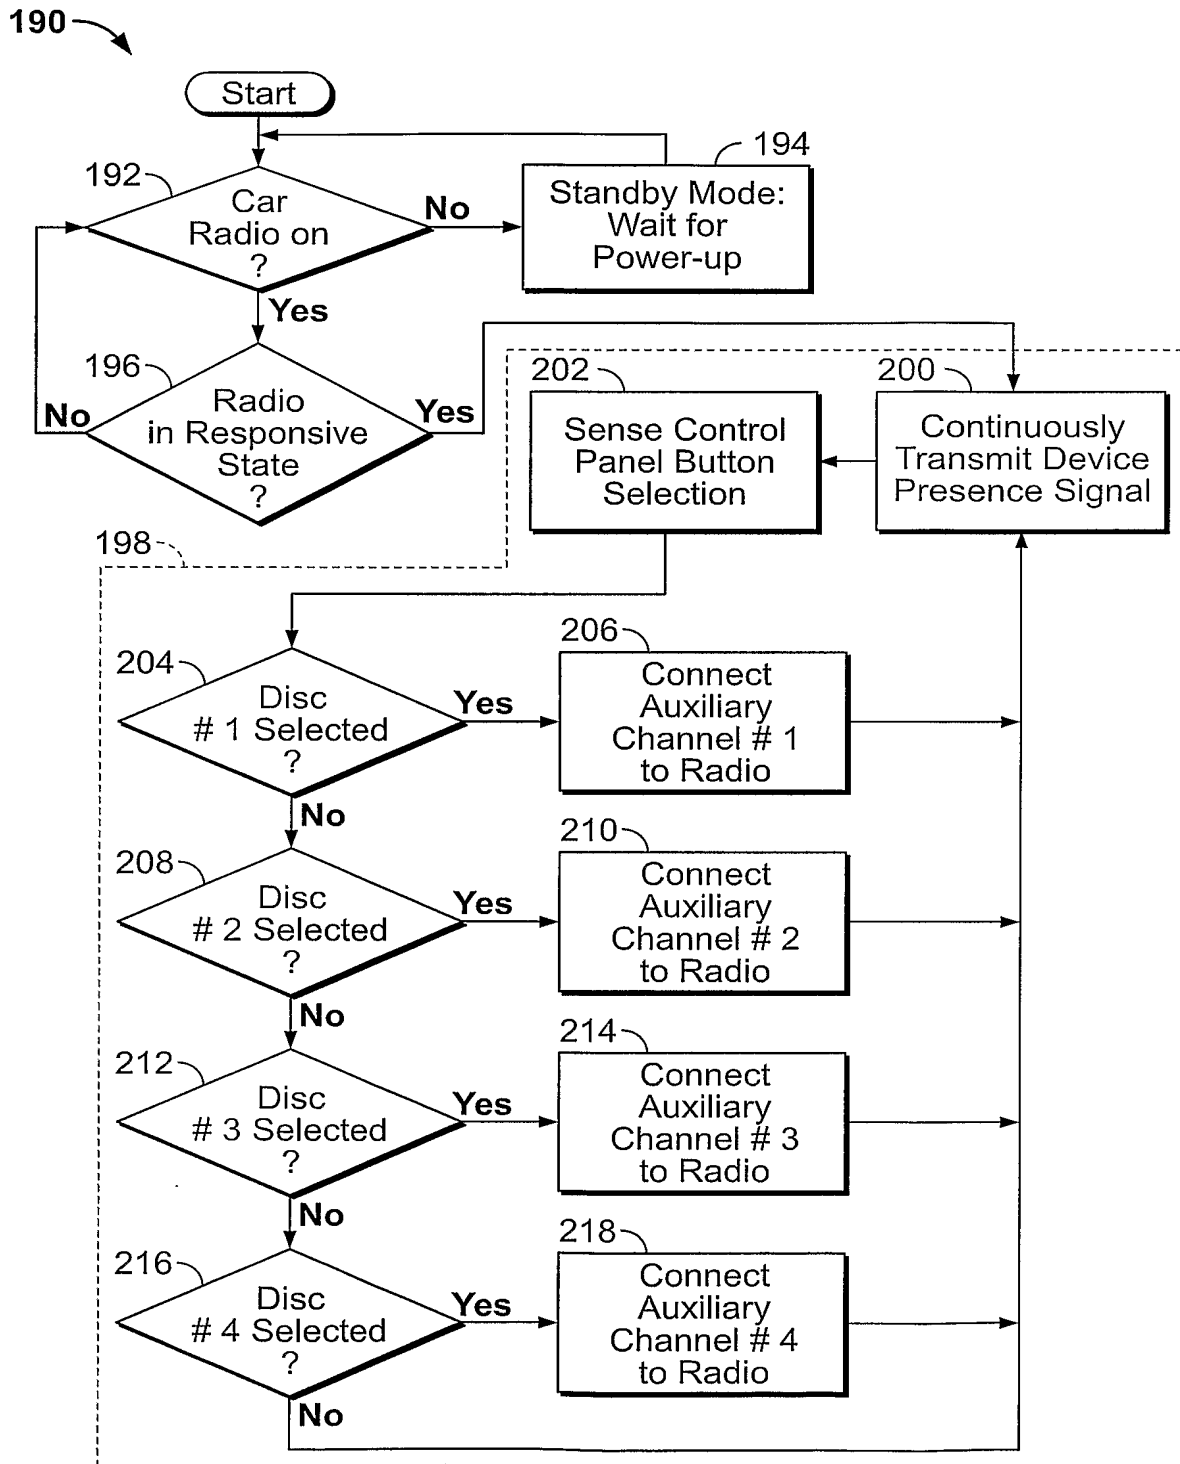 190
Start
192
Car
Radio on
?
No
194
Standby Mode:
Wait for
Power-up
Yes
196
Radio
in Responsive
State
?
No
Yes
202
Sense Control
Panel Button
Selection
200
Continuously
Transmit Device
Presence Signal
198
204
Disc
# 1 Selected
?
Yes
206
Connect
Auxiliary
Channel # 1
to Radio
No
208
Disc
# 2 Selected
?
Yes
210
Connect
Auxiliary
Channel # 2
to Radio
No
212
Disc
# 3 Selected
?
Yes
214
Connect
Auxiliary
Channel # 3
to Radio
No
216
Disc
# 4 Selected
?
Yes
218
Connect
Auxiliary
Channel # 4
to Radio
No